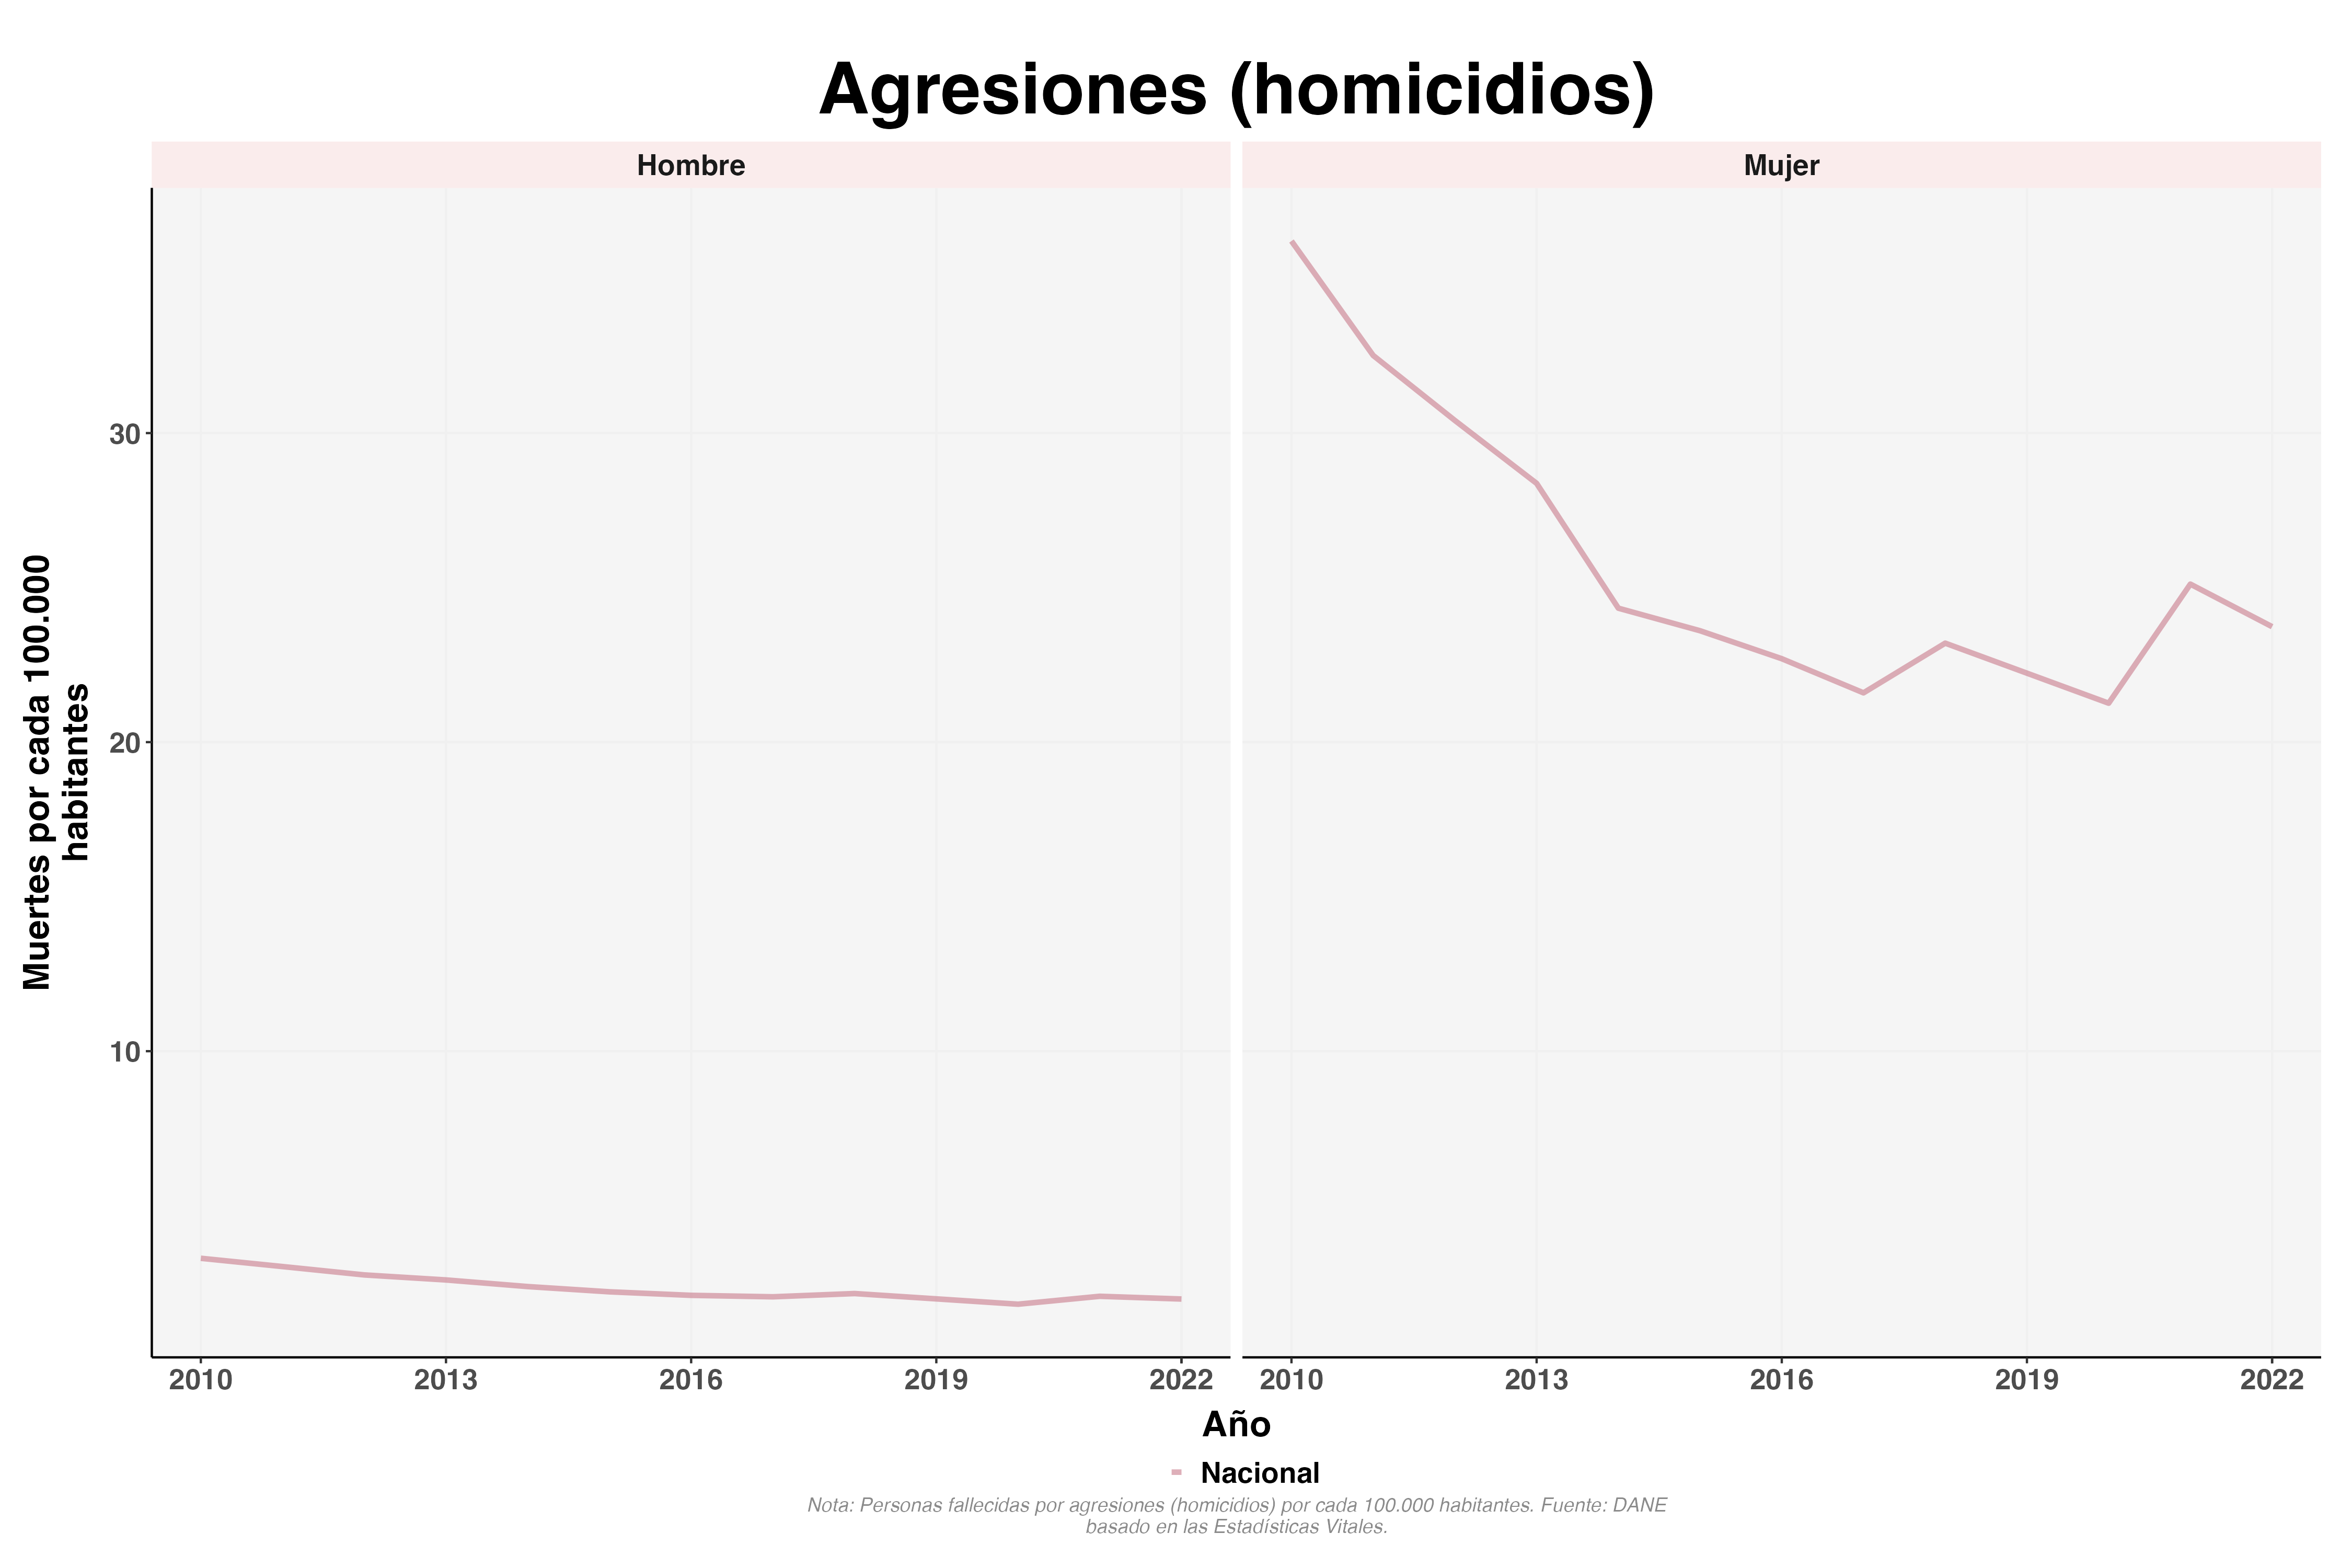 Agresiones (homicidios)
Hombre
Mujer
Muertes por cada 100.000
habitantes
30
20
10
2010
2013
2016
2019
2022
2010
2013
2016
2019
2022
Año
Nacional
Nota: Personas fallecidas por agresiones (homicidios) por cada 100.000 habitantes. Fuente: DANE
basado en las Estadísticas Vitales.